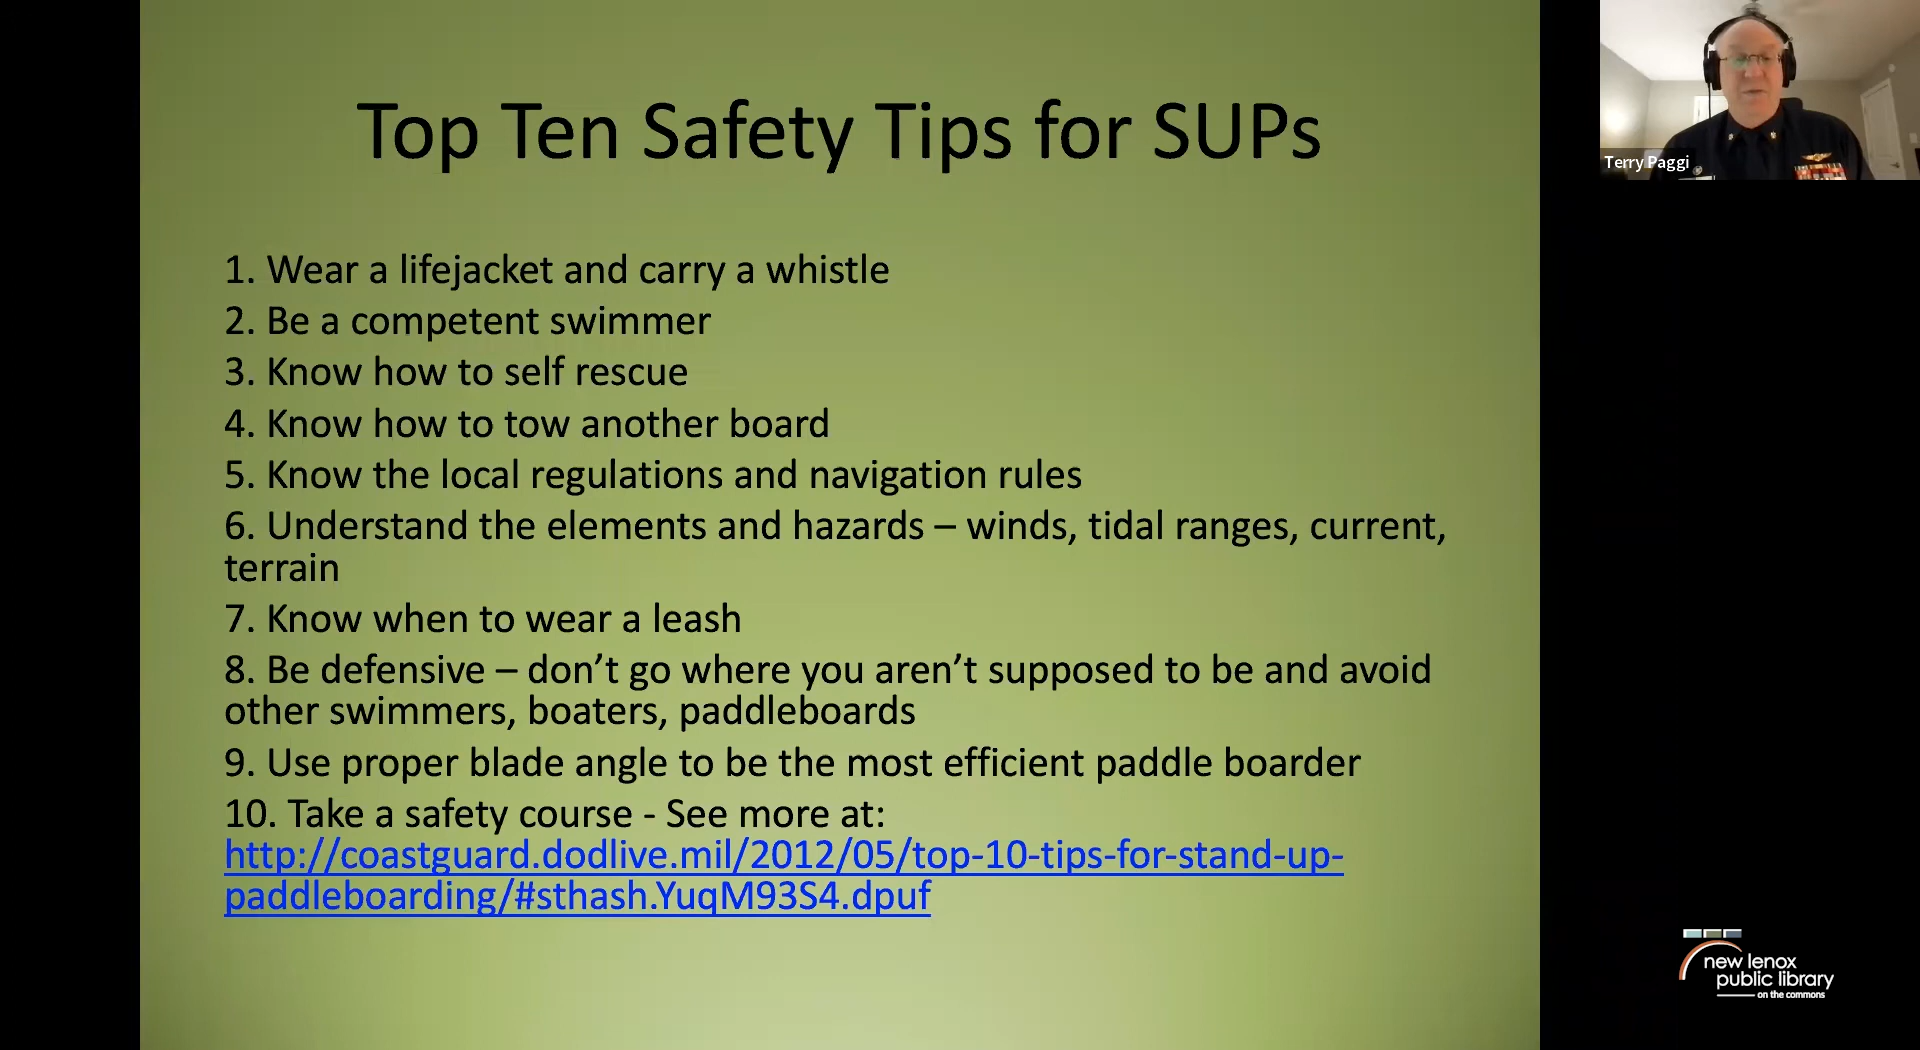 Top Ten Safety Tips for SUPs
1. Wear a lifejacket and carry a whistle
2. Be a competent swimmer
3. Know how to self rescue
4. Know how to tow another board
5. Know the local regulations and navigation rules
6. Understand the elements and hazards – winds, tidal ranges, current,
terrain
7. Know when to wear a leash
8. Be defensive – don’t go where you aren’t supposed to be and avoid
other swimmers, boaters, paddleboards
9. Use proper blade angle to be the most efficient paddle boarder
10. Take a safety course - See more at:
http://coastguard.dodlive.mil/2012/05/top-10-tips-for-stand-up-
paddleboarding/#sthash.YuqM93S4.dpuf
Terry Paggi
new lenox
public library
on the commons